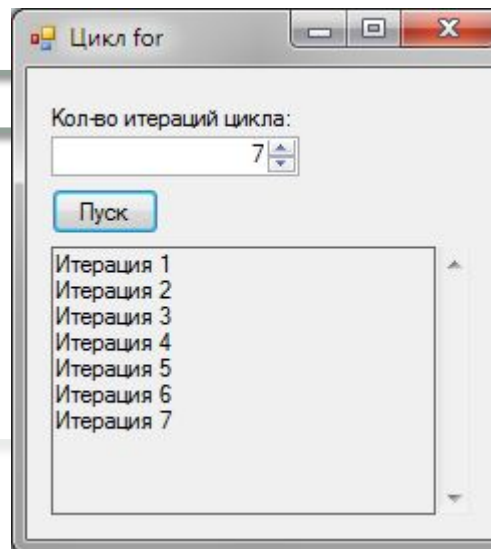 Цикл for
Кол-во итераций цикла:
7
Пуск
Итерация 1
Итерация 2
Итерация 3
Итерация 4
Итерация 5
Итерация 6
Итерация 7